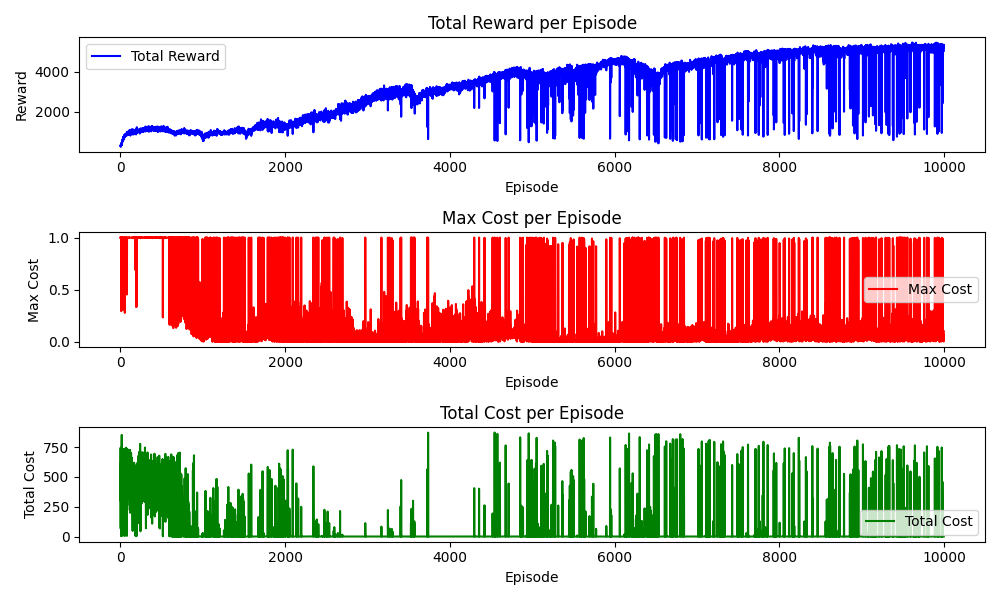 Total Reward per Episode
Total Reward
4000
2000
Reward
0 2000 4000 6000 8000 10000
Episode
Max Cost per Episode
1.0
0.5
0.0
Max Cost
Max Cost
0 2000 4000 6000 8000 10000
Episode
Total Cost per Episode
750
500
250
0
Total Cost
Total Cost
0 2000 4000 6000 8000 10000
Episode